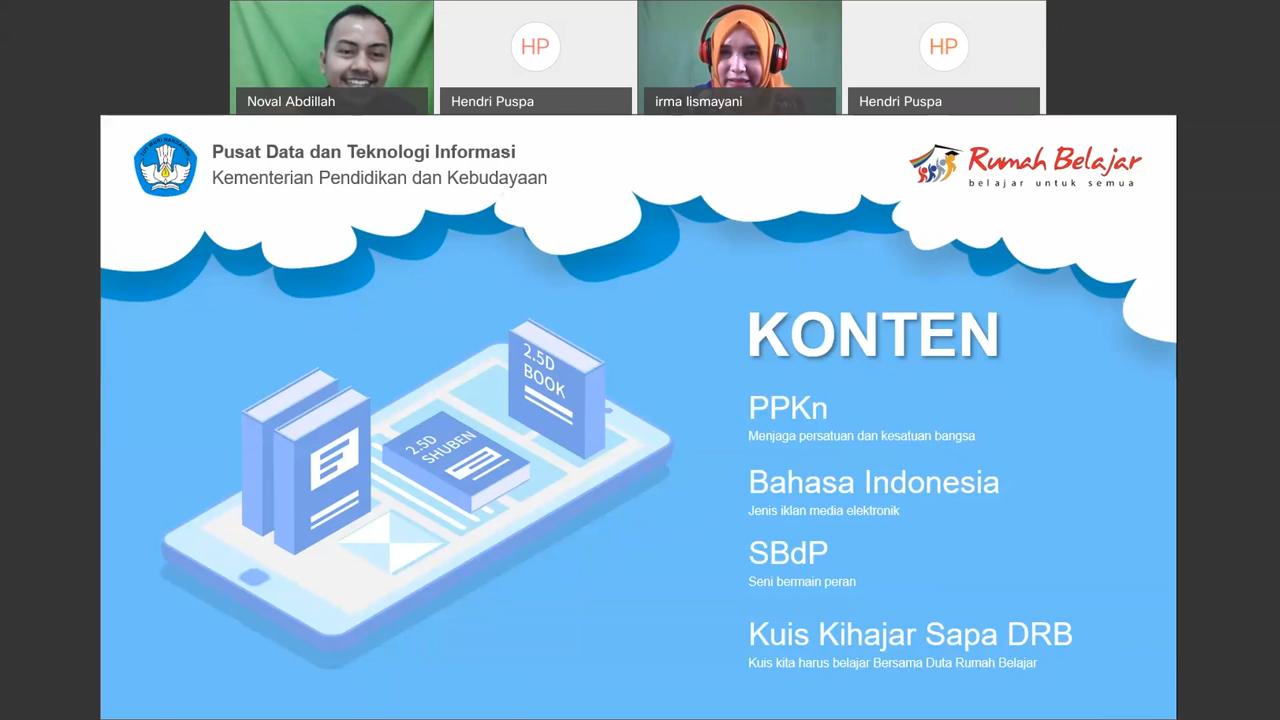 HP
HP
Noval Abdillah
Hendri Puspa
irma lismayani
Hendri Puspa
Pusat Data dan Teknologi Informasi
Kementerian Pendidikan dan Kebudayaan
TUT WURI HANDAYANI
Rumah Belajar
belajar untuk semua
KONTEN
2.5D
BOOK
2.5D
SHUBEN
PPKn
Menjaga persatuan dan kesatuan bangsa
Bahasa Indonesia
Jenis iklan media elektronik
SBdP
Seni bermain peran
Kuis Kihajar Sapa DRB
Kuis kita harus belajar Bersama Duta Rumah Belajar